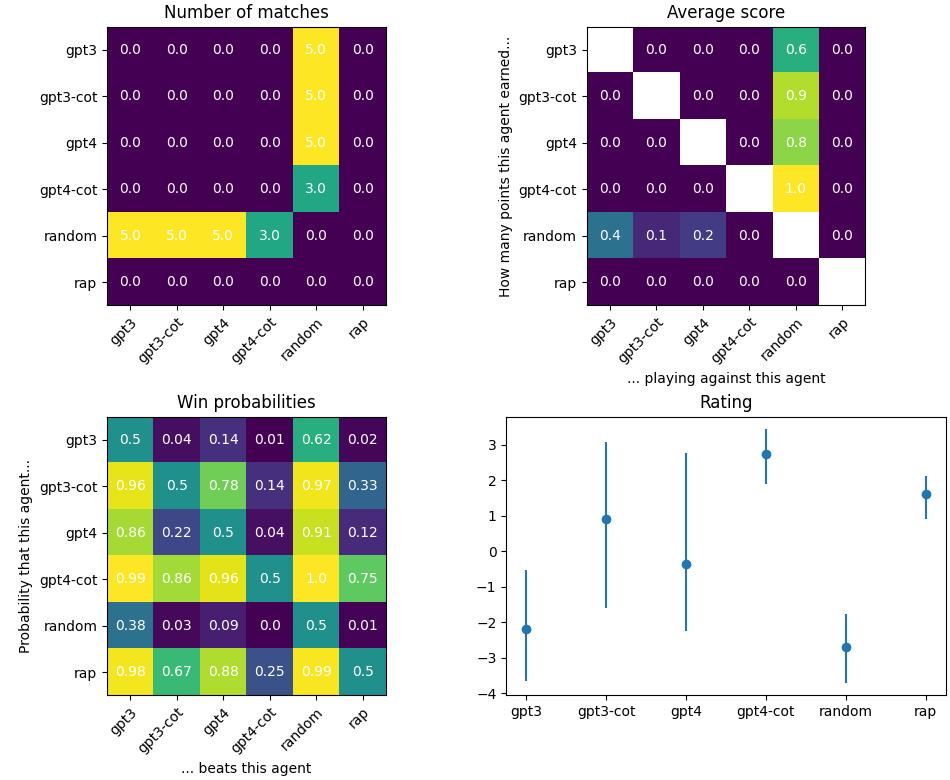 Number of matches
gpt3 0.0 0.0 0.0 0.0 5.0 0.0
gpt3-cot 0.0 0.0 0.0 0.0 5.0 0.0
gpt4 0.0 0.0 0.0 0.0 5.0 0.0
gpt4-cot 0.0 0.0 0.0 0.0 3.0 0.0
random 5.0 5.0 5.0 3.0 0.0 0.0
rap 0.0 0.0 0.0 0.0 0.0 0.0
gpt3 gpt3-cot gpt4 gpt4-cot random rap
Average score
How many points this agent earned...
gpt3 0.0 0.0 0.0 0.6 0.0
gpt3-cot 0.0 0.0 0.0 0.9 0.0
gpt4 0.0 0.0 0.0 0.8 0.0
gpt4-cot 0.0 0.0 0.0 1.0 0.0
random 0.4 0.1 0.2 0.0 0.0
rap 0.0 0.0 0.0 0.0 0.0
gpt3 gpt3-cot gpt4 gpt4-cot random rap
... playing against this agent
Win probabilities
Probability that this agent...
gpt3 0.5 0.04 0.14 0.01 0.62 0.02
gpt3-cot 0.96 0.5 0.78 0.14 0.97 0.33
gpt4 0.86 0.22 0.5 0.04 0.91 0.12
gpt4-cot 0.99 0.86 0.96 0.5 1.0 0.75
random 0.38 0.03 0.09 0.0 0.5 0.01
rap 0.98 0.67 0.88 0.25 0.99 0.5
gpt3 gpt3-cot gpt4 gpt4-cot random rap
... beats this agent
Rating
3
2
1
0
−1
−2
−3
−4
gpt3 gpt3-cot gpt4 gpt4-cot random rap